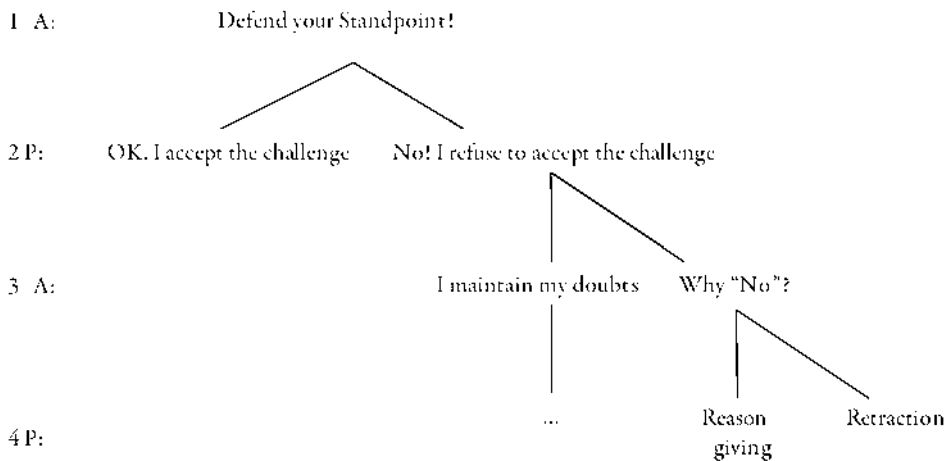 1 A: Defend your Standpoint!
2 P: OK. I accept the challenge No! I refuse to accept the challenge
3 A: I maintain my doubts Why "No"?
... Reason Retraction
4 P: giving